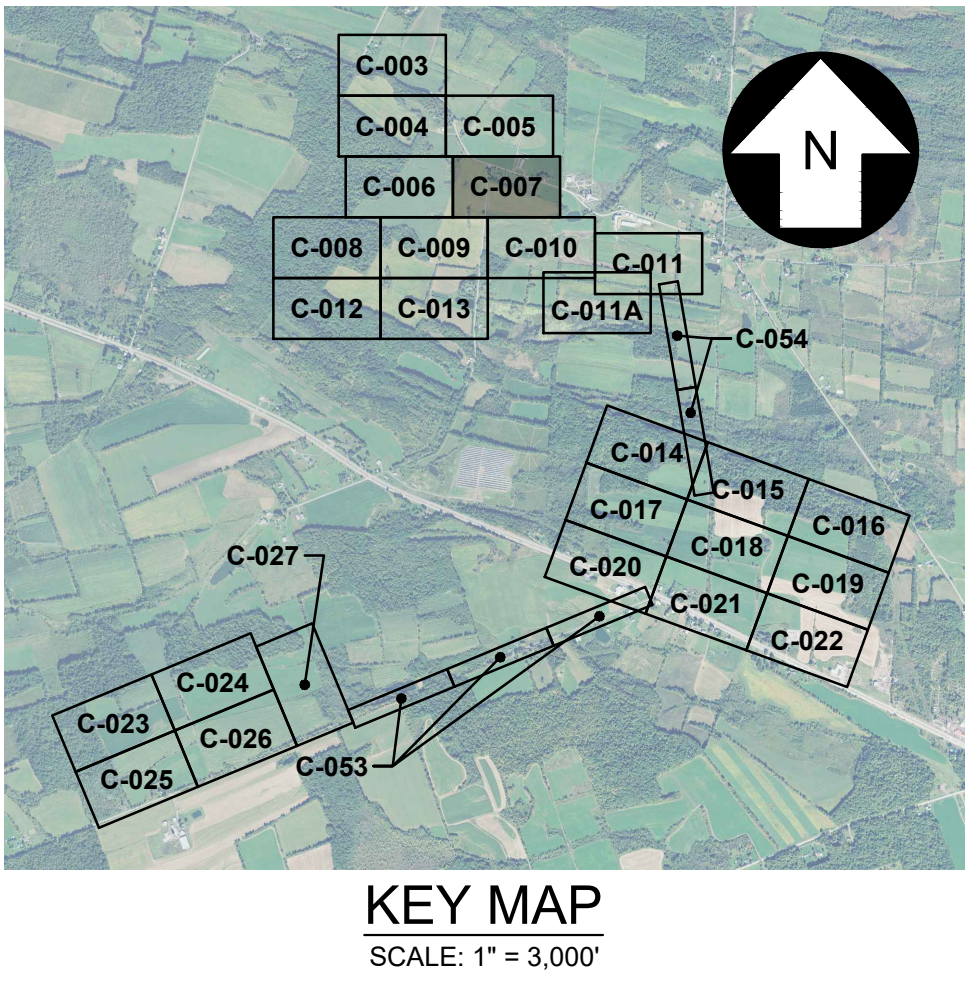 C-003
C-004 C-005
N
C-006 C-007
C-008 C-009 C-010
C-011
C-012 C-013 C-011A
C-054
C-014
C-015
C-017
C-016
C-018
C-027
C-020
C-019
C-021
C-022
C-024
C-023
C-026
C-053
C-025
KEY MAP
SCALE: 1" = 3,000'